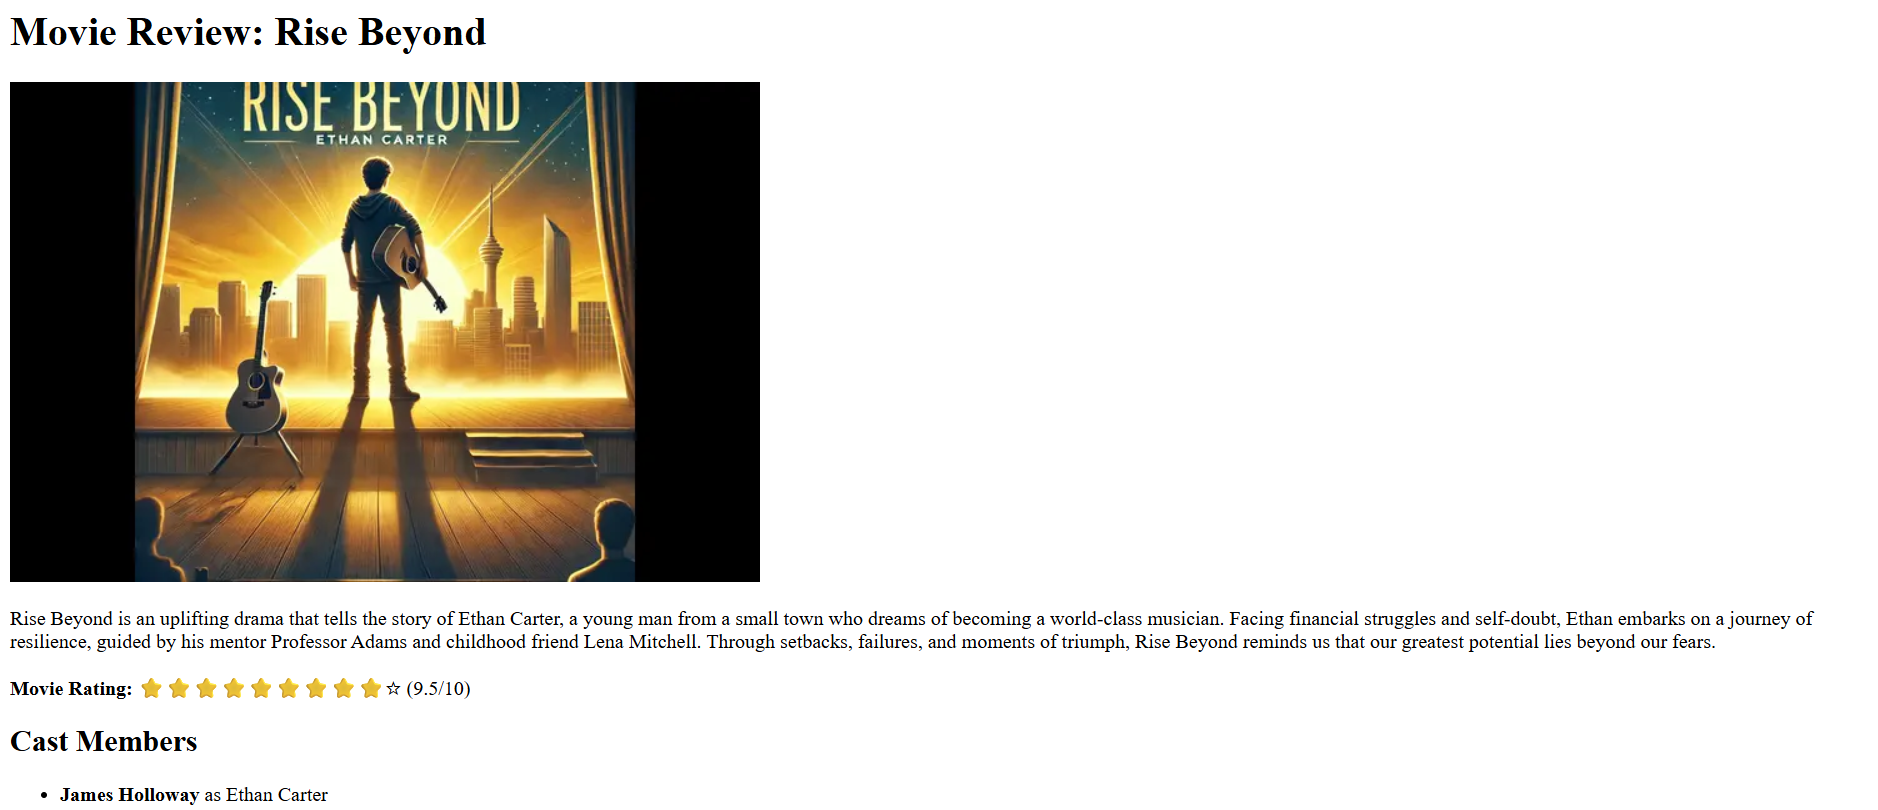 Movie Review: Rise Beyond
RISE BEYOND
ETHAN CARTER
Rise Beyond is an uplifting drama that tells the story of Ethan Carter, a young man from a small town who dreams of becoming a world-class musician. Facing financial struggles and self-doubt, Ethan embarks on a journey of
resilience, guided by his mentor Professor Adams and childhood friend Lena Mitchell. Through setbacks, failures, and moments of triumph, Rise Beyond reminds us that our greatest potential lies beyond our fears.
Movie Rating: ⭐⭐⭐⭐⭐⭐⭐⭐⭐☆ (9.5/10)
Cast Members
• James Holloway as Ethan Carter